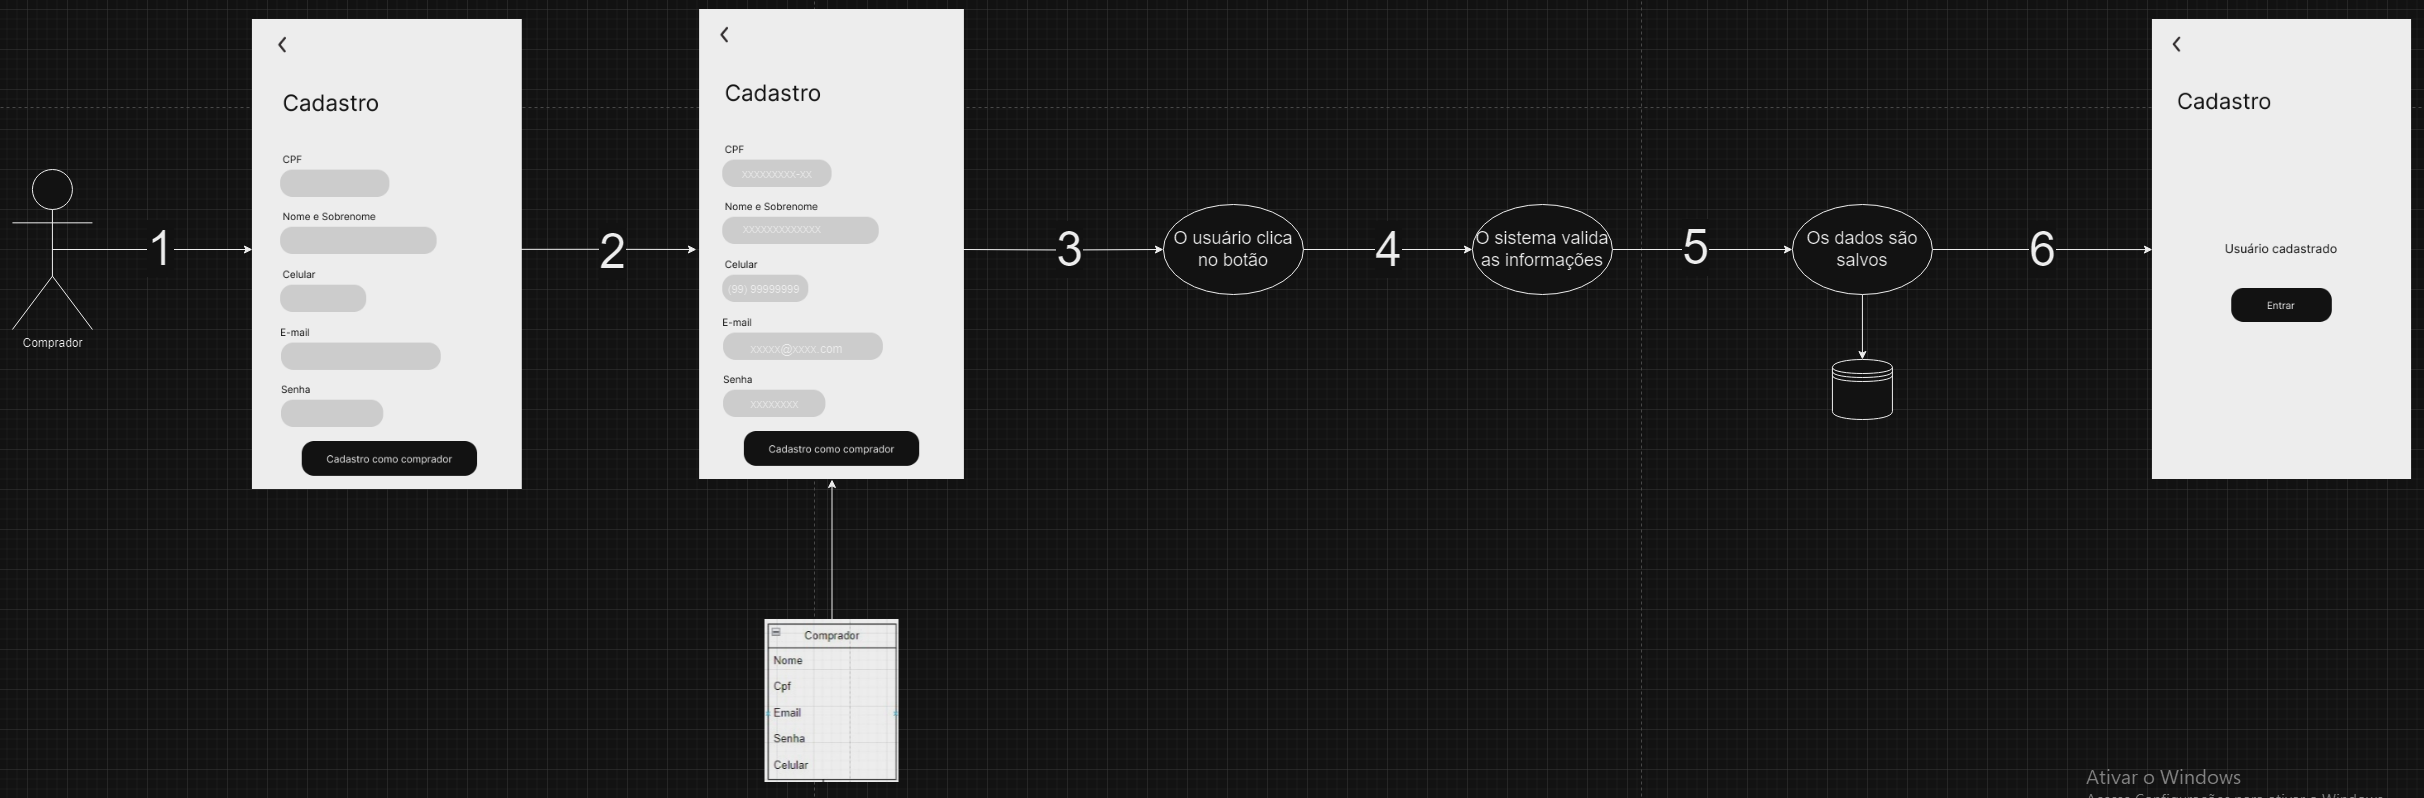 Comprador
1
Cadastro
CPF
Nome e Sobrenome
Celular
E-mail
Senha
Cadastro como comprador
2
Cadastro
CPF
xxxxxxxxx-xx
Nome e Sobrenome
xxxxxxxxxxxxx
Celular
(99) 99999999
E-mail
xxxxx@xxxx.com
Senha
xxxxxxxx
Cadastro como comprador
Comprador
Nome
Cpf
Email
Senha
Celular
3
O usuário clica
no botão
4
O sistema valida
as informações
5
Os dados são
salvos
6
Cadastro
Usuário cadastrado
Entrar
Ativar o Windows